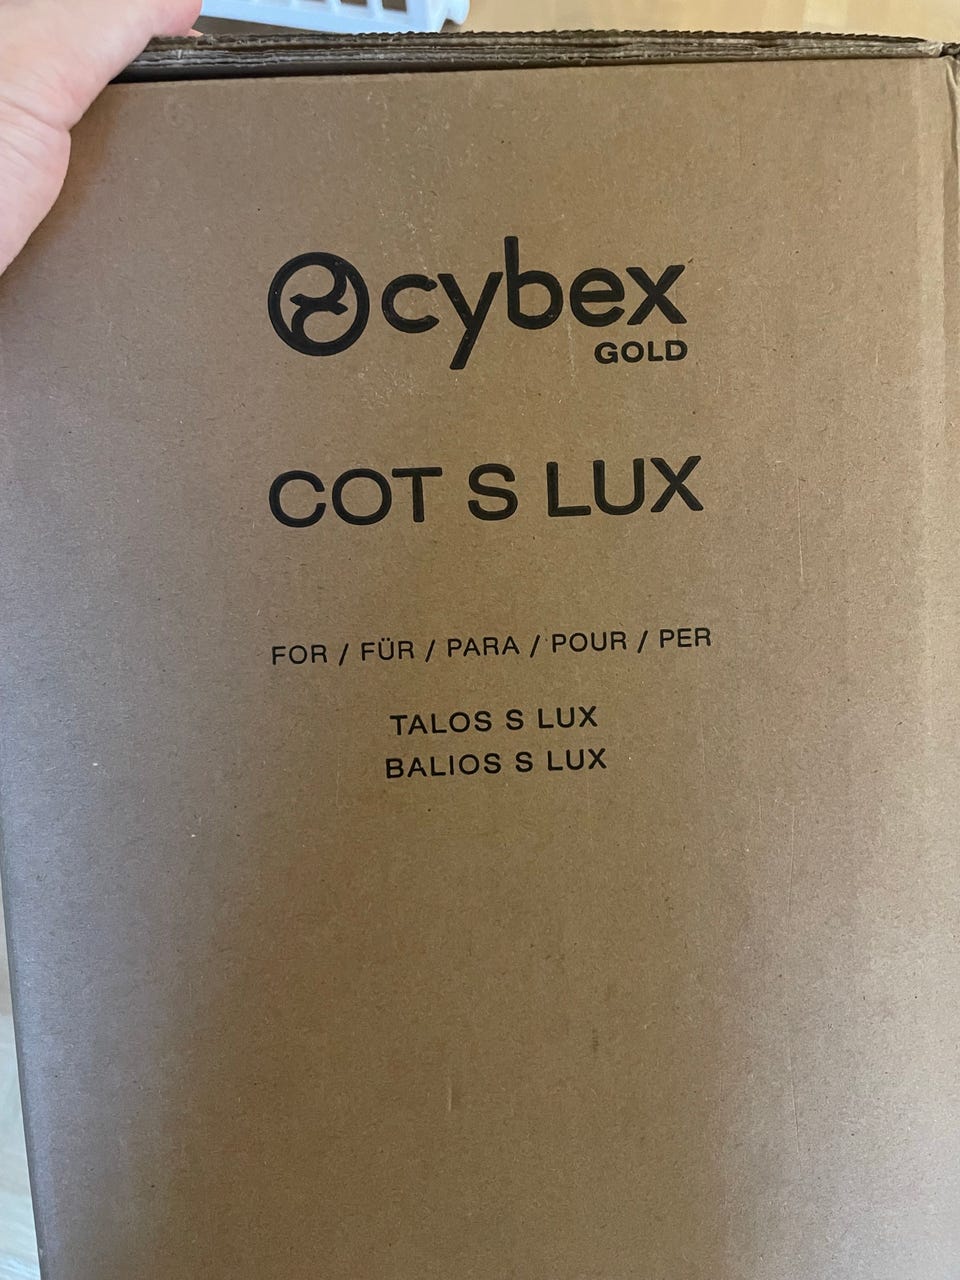 cybex
GOLD
COT S LUX
FOR / FÜR / PARA / POUR / PER
TALOS S LUX
BALIOS S LUX